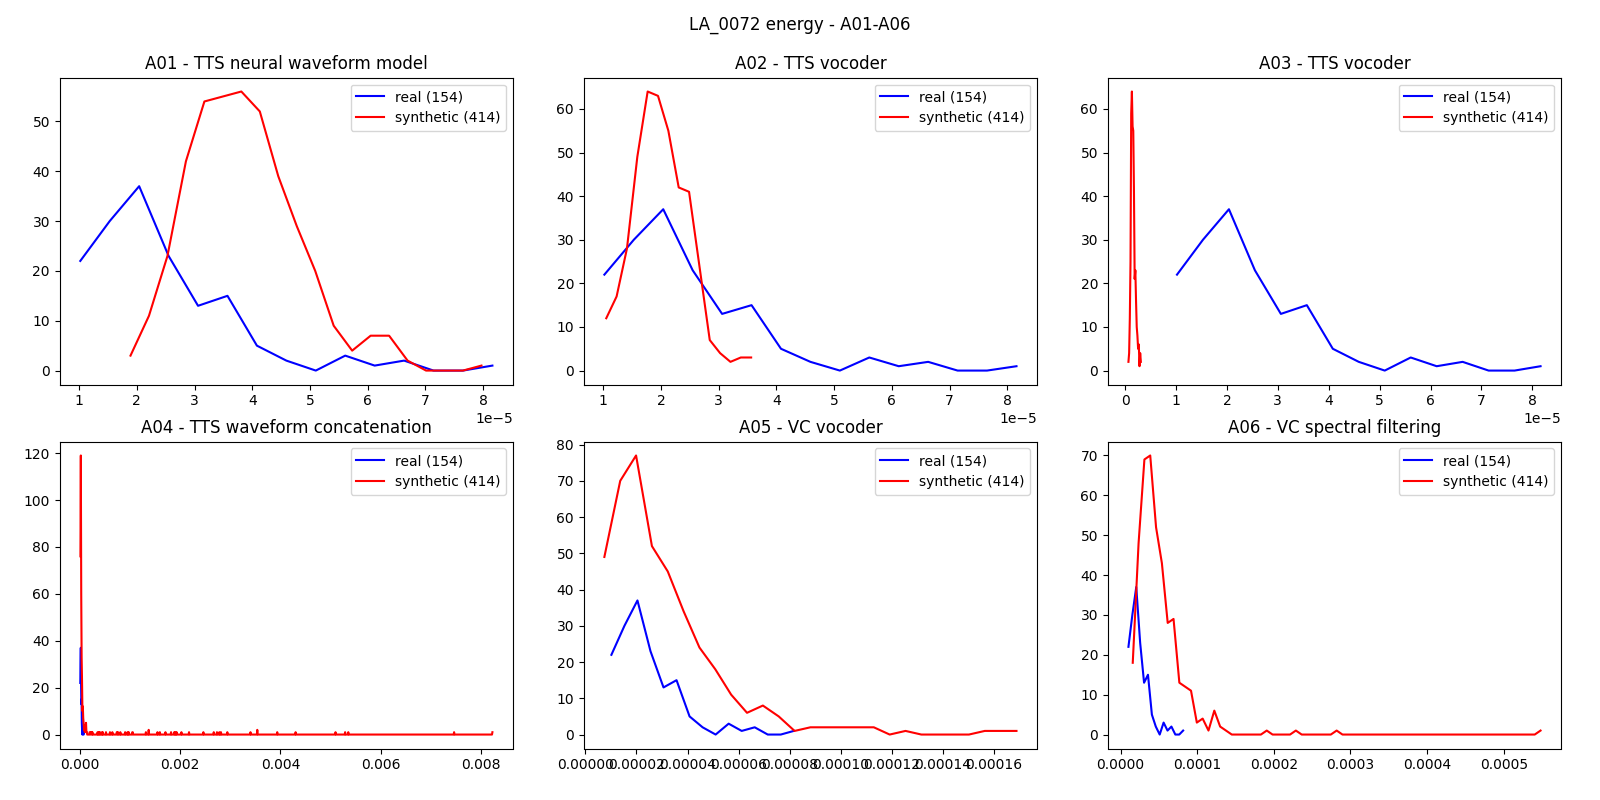 LA_0072 energy - A01-A06
A01 - TTS neural waveform model
real (154)
synthetic (414)
50
40
30
20
10
0
1 2 3 4 5 6 7 8
1e−5
A02 - TTS vocoder
real (154)
synthetic (414)
60
50
40
30
20
10
0
1 2 3 4 5 6 7 8
1e−5
A03 - TTS vocoder
real (154)
synthetic (414)
60
50
40
30
20
10
0
0 1 2 3 4 5 6 7 8
1e−5
A04 - TTS waveform concatenation
real (154)
synthetic (414)
120
100
80
60
40
20
0
0.000 0.002 0.004 0.006 0.008
A05 - VC vocoder
real (154)
synthetic (414)
80
70
60
50
40
30
20
10
0
0.00000 0.00002 0.00004 0.00006 0.00008 0.00010 0.00012 0.00014 0.00016
A06 - VC spectral filtering
real (154)
synthetic (414)
70
60
50
40
30
20
10
0
0.0000 0.0001 0.0002 0.0003 0.0004 0.0005